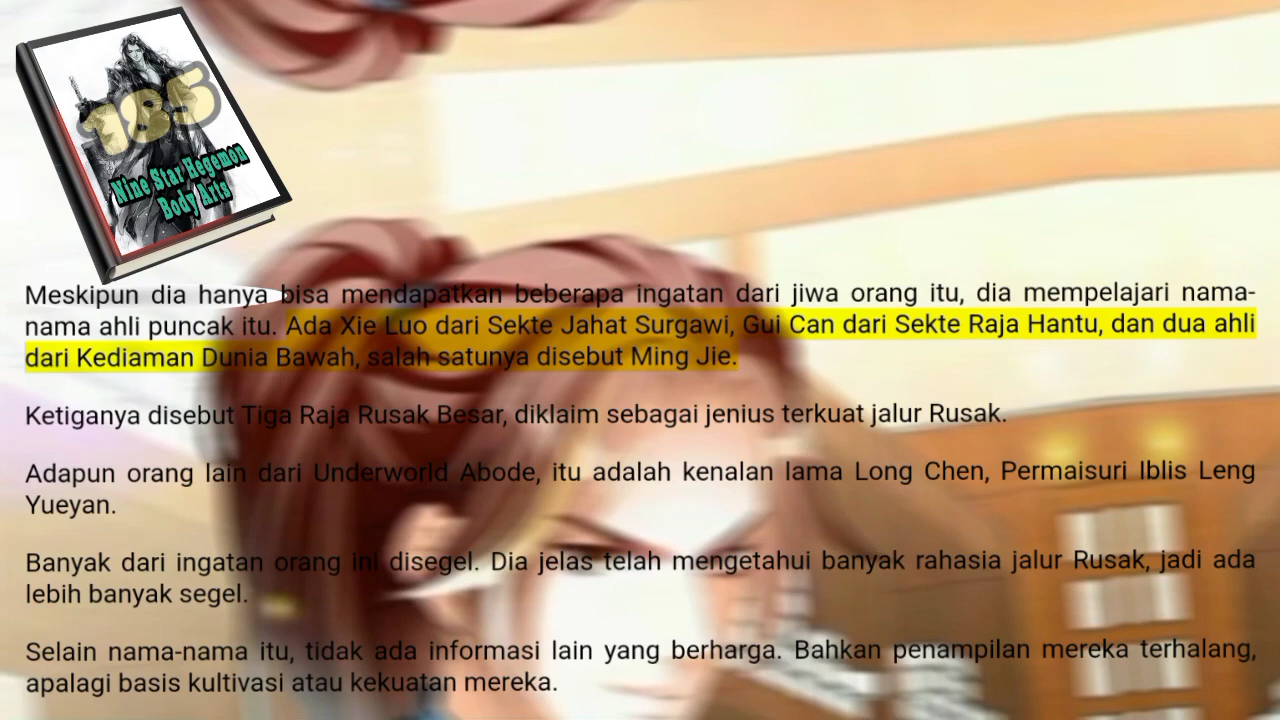 185
Nine Star Hegemon
Body Arts
Meskipun dia hanya bisa mendapatkan beberapa ingatan dari jiwa orang itu, dia mempelajari nama-
nama ahli puncak itu. Ada Xie Luo dari Sekte Jahat Surgawi, Gui Can dari Sekte Raja Hantu, dan dua ahli
dari Kediaman Dunia Bawah, salah satunya disebut Ming Jie.
Ketiganya disebut Tiga Raja Rusak Besar, diklaim sebagai jenius terkuat jalur Rusak.
Adapun orang lain dari Underworld Abode, itu adalah kenalan lama Long Chen, Permaisuri Iblis Leng
Yueyan.
Banyak dari ingatan orang ini disegel. Dia jelas telah mengetahui banyak rahasia jalur Rusak, jadi ada
lebih banyak segel.
Selain nama-nama itu, tidak ada informasi lain yang berharga. Bahkan penampilan mereka terhalang,
apalagi basis kultivasi atau kekuatan mereka.